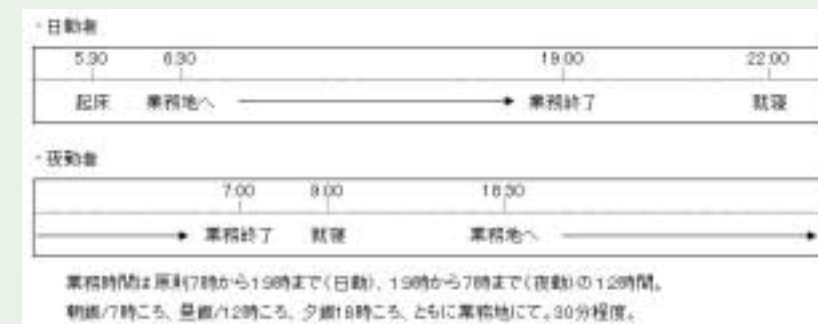 ・日勤者
5:30 6:30 19:00 22:00
起床 業務地へ 業務終了 就寝
・夜勤者
7:00 9:00 18:30
業務終了 就寝 業務地へ
業務時間は原則7時から19時まで(日勤)、19時から7時まで(夜勤)の12時間。
朝飯/7時ころ、昼飯/12時ころ、夕飯18時ころ、ともに業務地にて。30分程度。